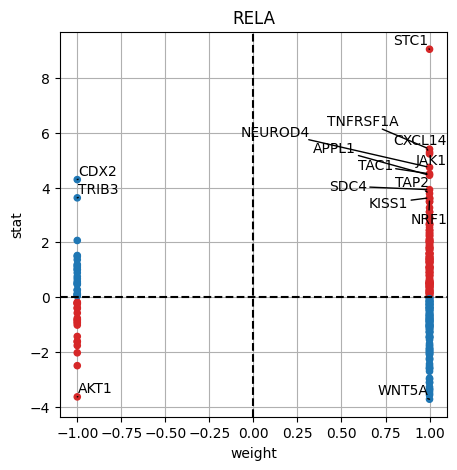 RELA
STC1
TNFRSF1A
NEUROD4
CXCL14
APPL1
JAK1
TAC1
CDX2
TAP2
SDC4
TRIB3
KISS1
NRF1
AKT1
WNT5A
stat
8
6
4
2
0
−2
−4
−1.00 −0.75 −0.50 −0.25 0.00 0.25 0.50 0.75 1.00
weight